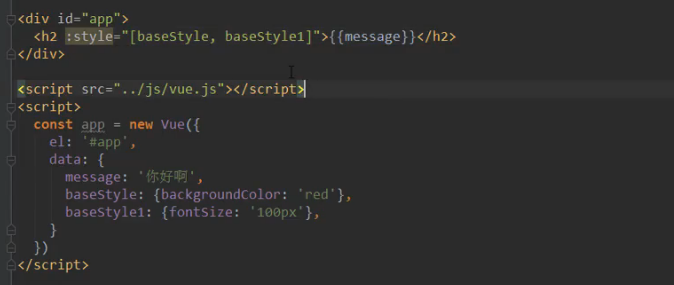 <div id="app">
<h2 :style="[baseStyle, baseStyle1]">{{message}}</h2>
</div>
<script src="../js/vue.js"></script>
<script>
const app = new Vue({
el: '#app',
data: {
message: '你好啊',
baseStyle: {backgroundColor: 'red'},
baseStyle1: {fontSize: '100px'},
}
})
</script>